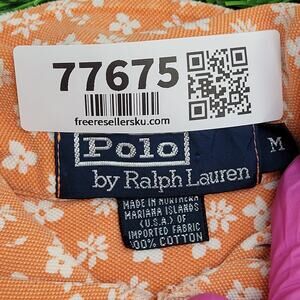 77675
freeresellersku.com
Polo
by Ralph Lauren
M
MADE IN NORTHERN
MARIANA ISLANDS
(U.S.A.) OF
IMPORTED FABRIC
100% COTTON